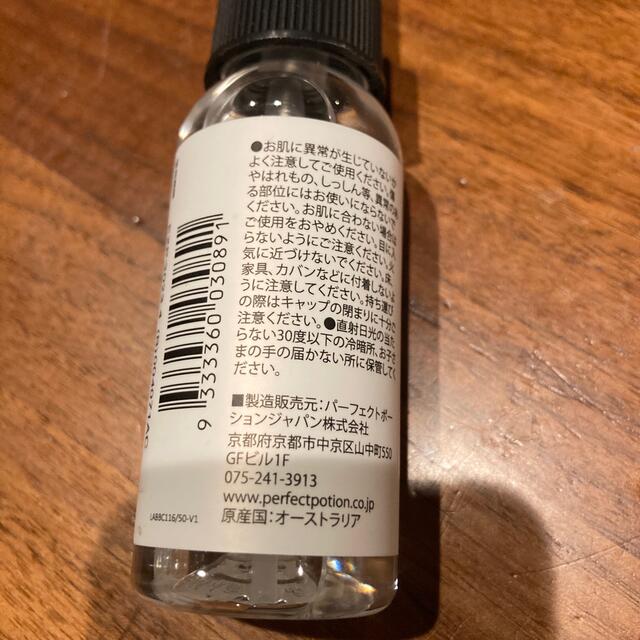 ●お肌に異常が生じていないか
よく注意してご使用ください。
やはれもの、しっしん等、異常のあ
る部位にはお使いにならないで
ください。お肌に合わない場合は
ご使用をおやめください。目に入
らないようにご注意ください。
気に近づけないでください。
家具、カバンなどに付着しないよ
うに注意してください。持ち運び
の際はキャップの閉まりに十分ご
注意ください。●直射日光の当た
らない30度以下の冷暗所、お子さ
まの手の届かない所に保管してく
ださい。
■製造販売元:パーフェクトポー
ションジャパン株式会社
京都府京都市中京区山中町550
GFビル1F
075-241-3913
www.perfectpotion.co.jp
原産国:オーストラリア
9 333360 030891
LABBC116/50-V1